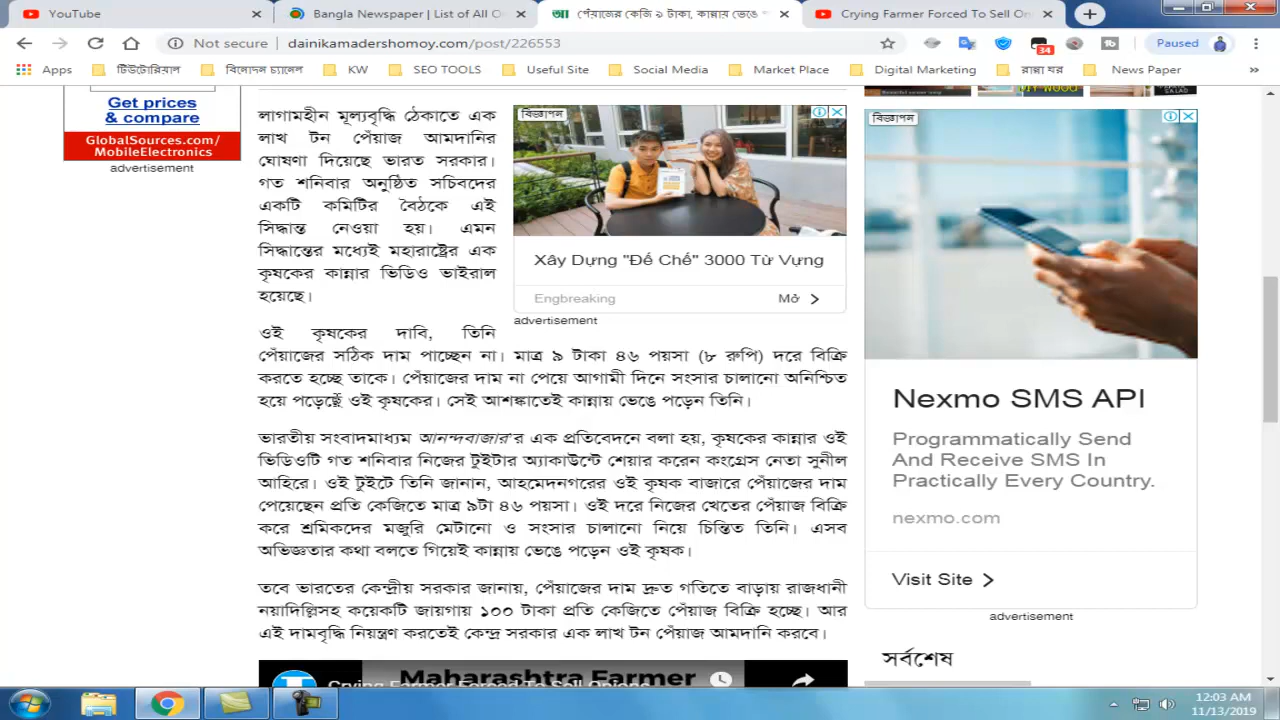 YouTube
Bangla Newspaper | List of All O
পেঁয়াজের কেজি ৯ টাকা, কান্নায় ভেঙে
Crying Farmer Forced To Sell On
Not secure
dainikamadershomoy.com/post/226553
34
Paused
Apps
টিউটোরিয়াল
বিনোদন চ্যানেল
KW
SEO TOOLS
Useful Site
Social Media
Market Place
Digital Marketing
রান্না ঘর
News Paper
»
Get prices
& compare
GlobalSources.com/
MobileElectronics
advertisement
লাগামহীন মূল্যবৃদ্ধি ঠেকাতে এক
লাখ টন পেঁয়াজ আমদানির
ঘোষণা দিয়েছে ভারত সরকার।
গত শনিবার অনুষ্ঠিত সচিবদের
একটি কমিটির বৈঠকে এই
সিদ্ধান্ত নেওয়া হয়। এমন
সিদ্ধান্তের মধ্যেই মহারাষ্ট্রের এক
কৃষকের কান্নার ভিডিও ভাইরাল
হয়েছে।
বিজ্ঞাপন
Xây Dựng "Đế Chế" 3000 Từ Vựng
Engbreaking
Mở
advertisement
ওই কৃষকের দাবি, তিনি
পেঁয়াজের সঠিক দাম পাচ্ছেন না। মাত্র ৯ টাকা ৪৬ পয়সা (৮ রুপি) দরে বিক্রি
করতে হচ্ছে তাকে। পেঁয়াজের দাম না পেয়ে আগামী দিনে সংসার চালানো অনিশ্চিত
হয়ে পড়েছে ওই কৃষকের। সেই আশঙ্কাতেই কান্নায় ভেঙে পড়েন তিনি।
ভারতীয় সংবাদমাধ্যম আনন্দবাজার'র এক প্রতিবেদনে বলা হয়, কৃষকের কান্নার ওই
ভিডিওটি গত শনিবার নিজের টুইটার অ্যাকাউন্টে শেয়ার করেন কংগ্রেস নেতা সুনীল
আহিরে। ওই টুইটে তিনি জানান, আহমেদনগরের ওই কৃষক বাজারে পেঁয়াজের দাম
পেয়েছেন প্রতি কেজিতে মাত্র ৯টা ৪৬ পয়সা। ওই দরে নিজের খেতের পেঁয়াজ বিক্রি
করে শ্রমিকদের মজুরি মেটানো ও সংসার চালানো নিয়ে চিন্তিত তিনি। এসব
অভিজ্ঞতার কথা বলতে গিয়েই কান্নায় ভেঙে পড়েন ওই কৃষক।
তবে ভারতের কেন্দ্রীয় সরকার জানায়, পেঁয়াজের দাম দ্রুত গতিতে বাড়ায় রাজধানী
নয়াদিল্লিসহ কয়েকটি জায়গায় ১০০ টাকা প্রতি কেজিতে পেঁয়াজ বিক্রি হচ্ছে। আর
এই দামবৃদ্ধি নিয়ন্ত্রণ করতেই কেন্দ্র সরকার এক লাখ টন পেঁয়াজ আমদানি করবে।
Maharashtra Farmer
Crying Farmer Forced To Sell Onions
বিজ্ঞাপন
Nexmo SMS API
Programmatically Send
And Receive SMS In
Practically Every Country.
nexmo.com
Visit Site
advertisement
সর্বশেষ
12:03 AM
11/13/2019